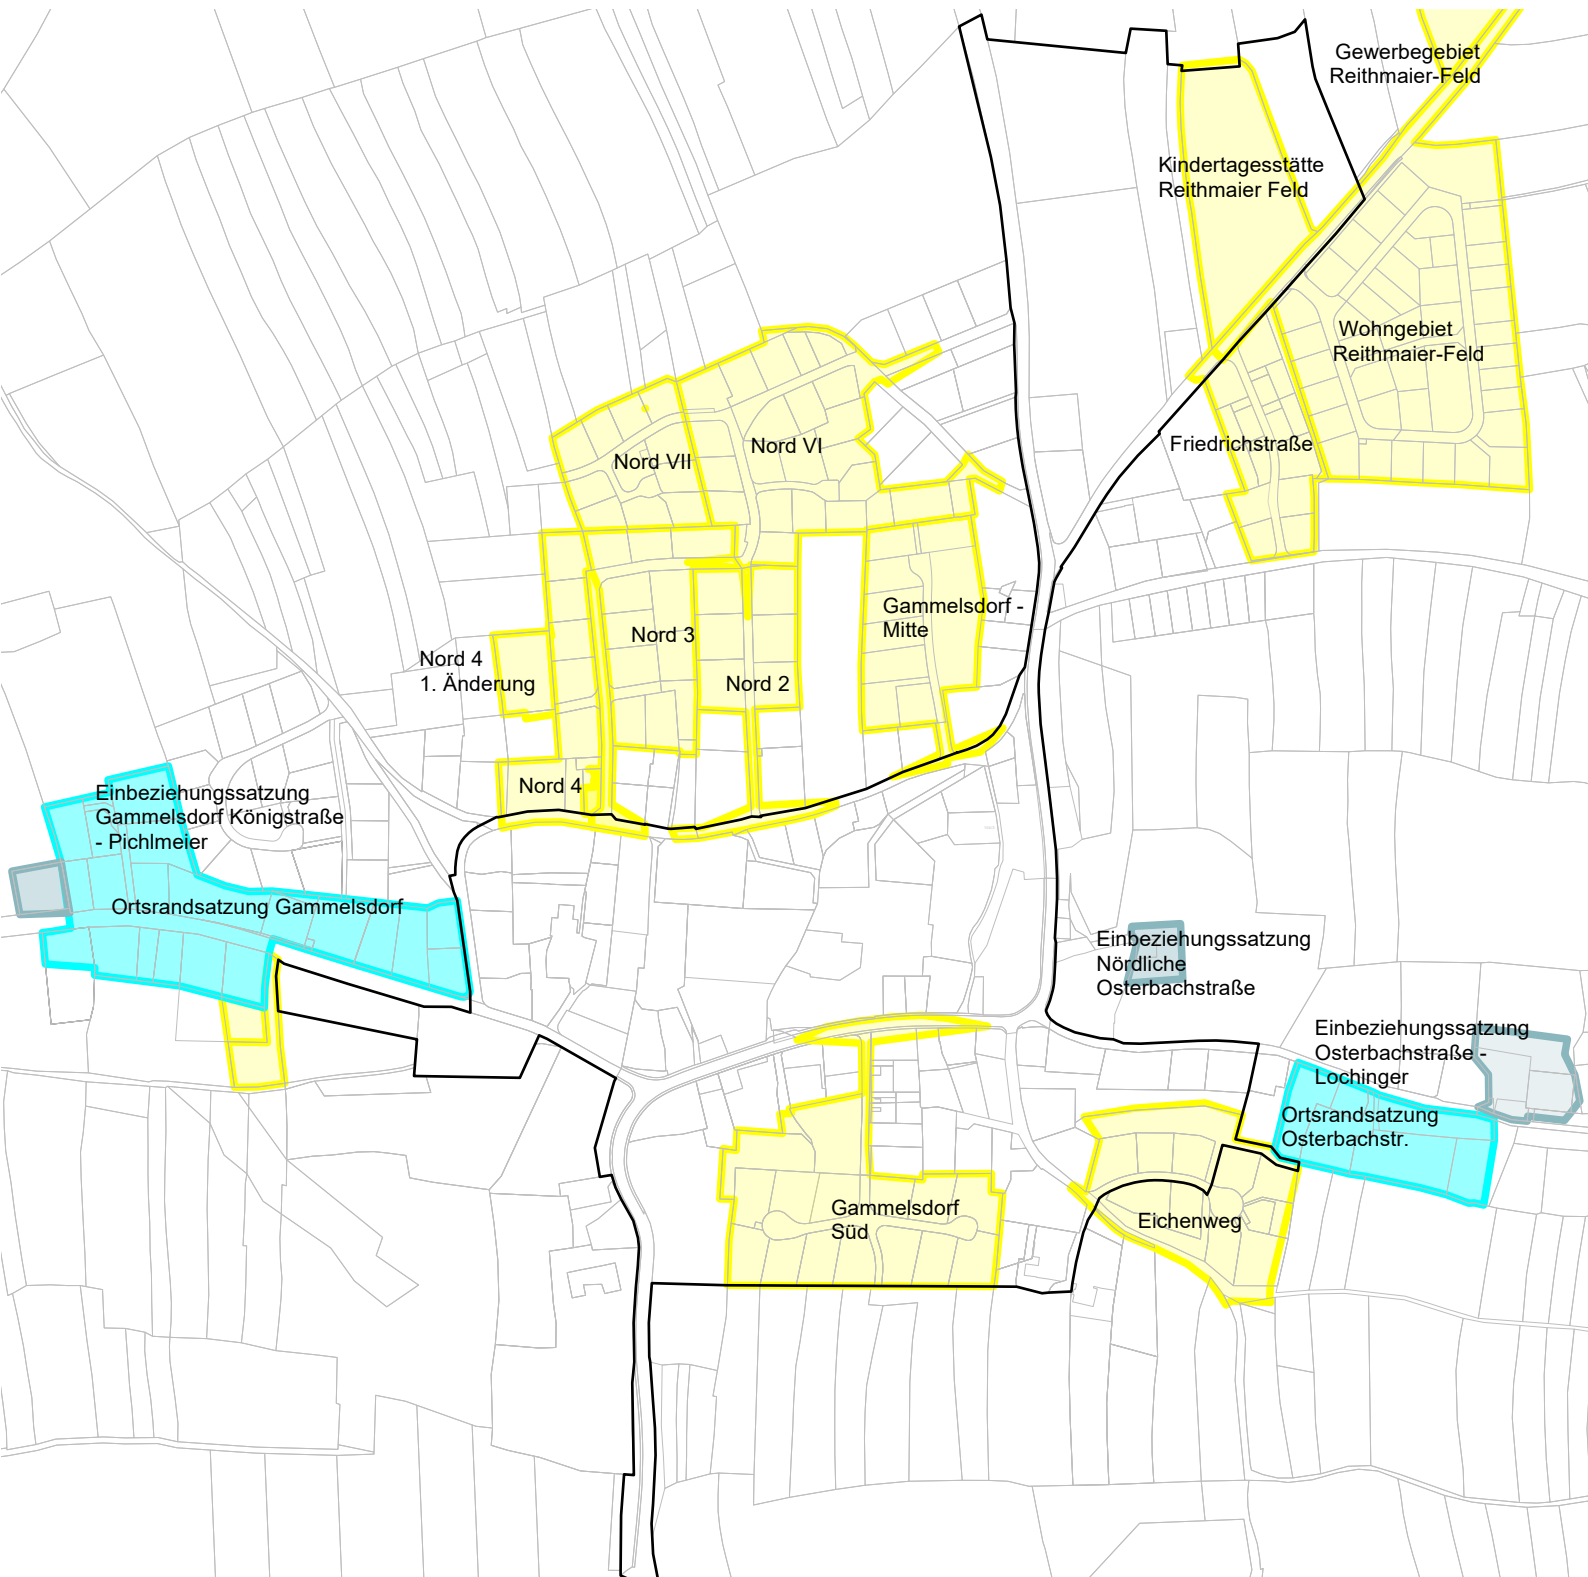 Gewerbegebiet
Reithmaier-Feld
Kindertagesstätte
Reithmaier Feld
Wohngebiet
Reithmaier-Feld
Friedrichstraße
Nord VI
Nord VII
Gammelsdorf -
Mitte
Nord 3
Nord 4
1. Änderung
Nord 2
Nord 4
Einbeziehungssatzung
Gammelsdorf Königstraße
- Pichlmeier
Ortsrandsatzung Gammelsdorf
Einbeziehungssatzung
Nördliche
Osterbachstraße
Einbeziehungssatzung
Osterbachstraße -
Lochinger
Ortsrandsatzung
Osterbachstr.
Gammelsdorf
Süd
Eichenweg